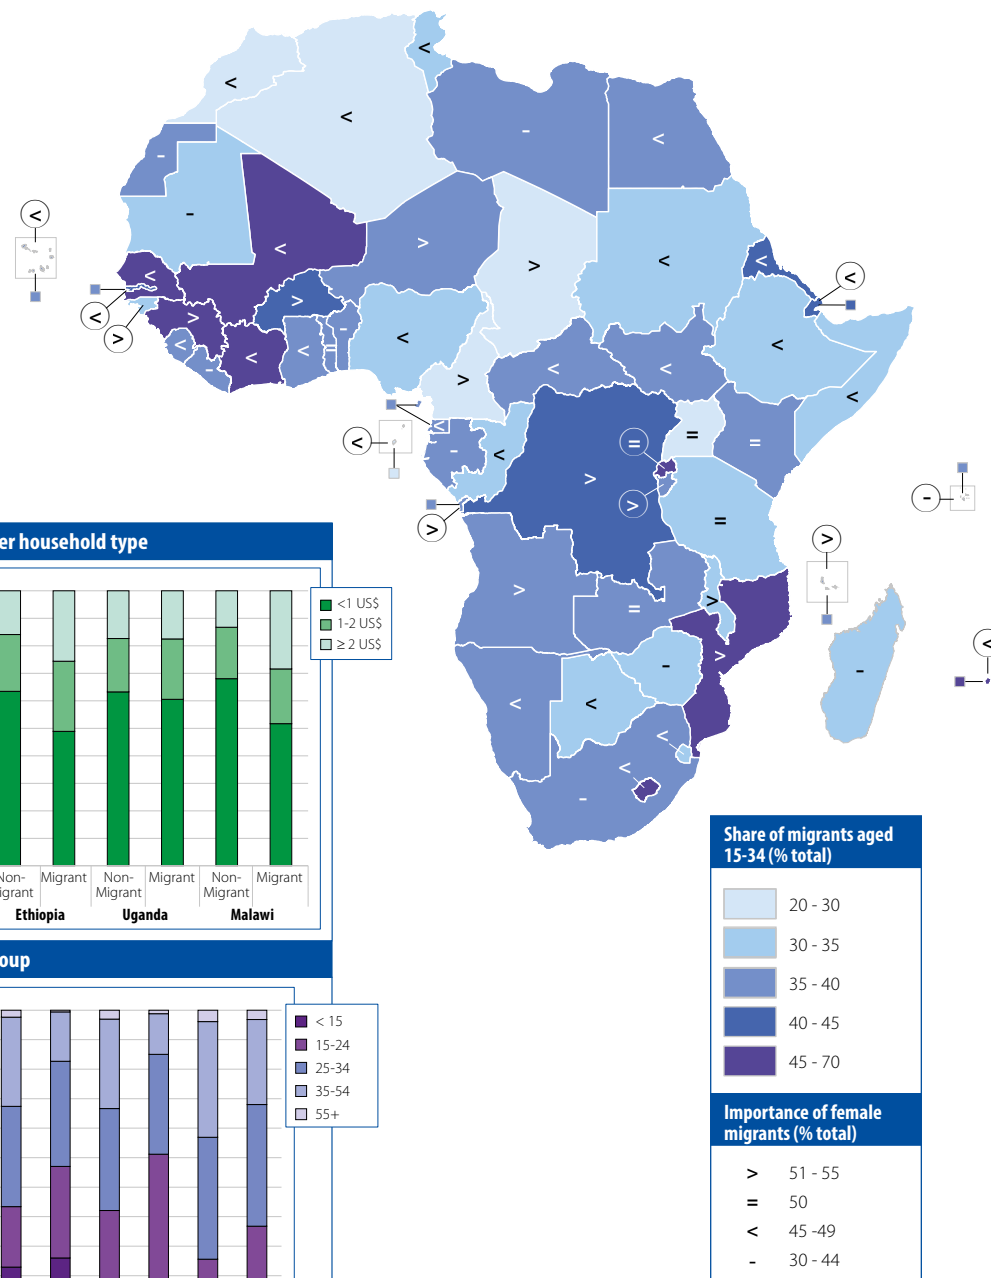 er household type
<1 US$
1-2 US$
≥ 2 US$
Non-
Migrant
Non-
Migrant
Non-
Migrant
igrant
Migrant
Migrant
Ethiopia
Uganda
Malawi
oup
< 15
15-24
25-34
35-54
55+
Share of migrants aged
15-34 (% total)
20 - 30
30 - 35
35 - 40
40 - 45
45 - 70
Importance of female
migrants (% total)
> 51 - 55
= 50
< 45 -49
- 30 - 44